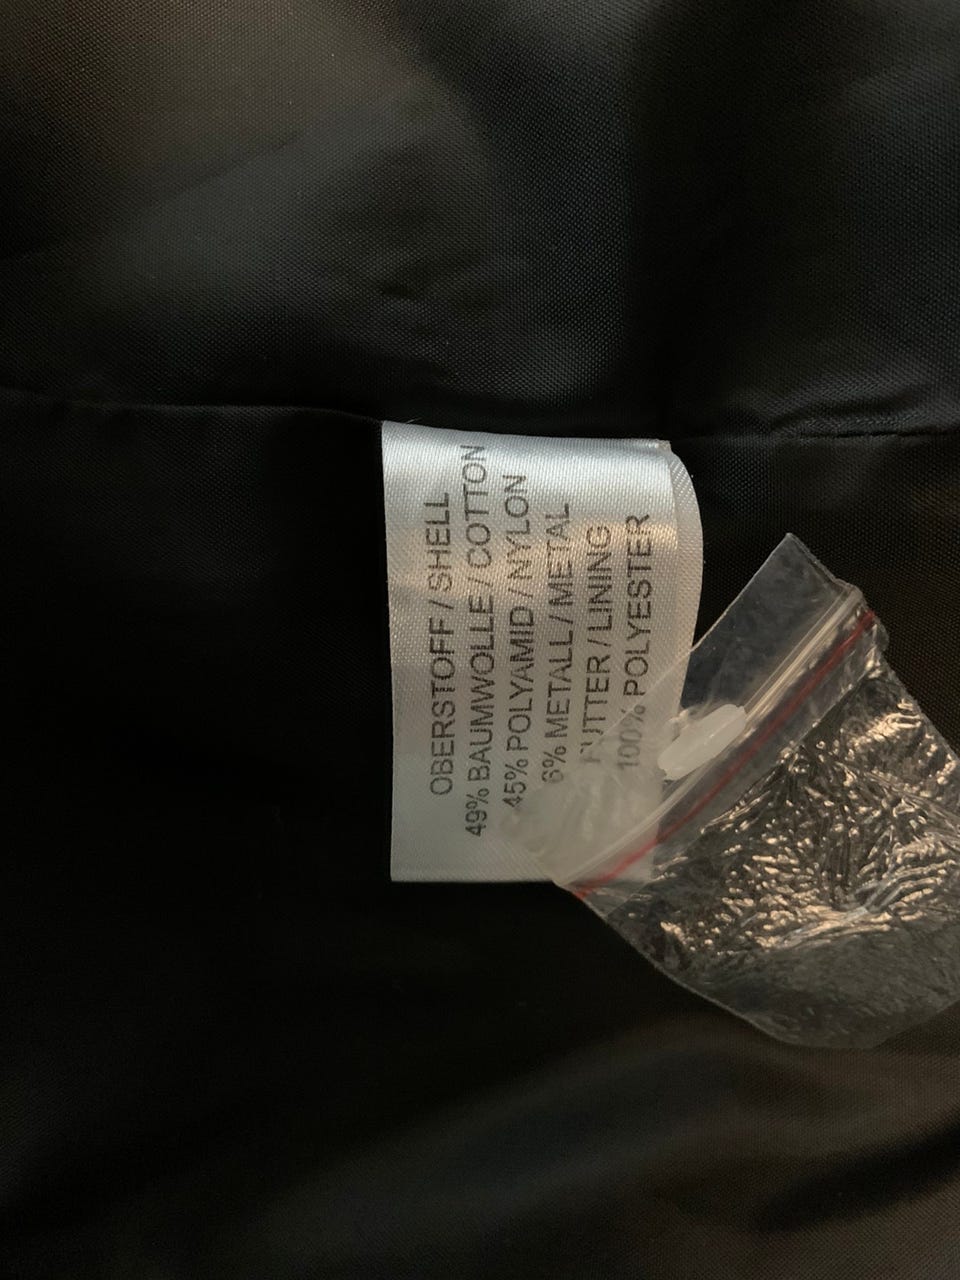 OBERSTOFF / SHELL
49% BAUMWOLLE / COTTON
45% POLYAMID / NYLON
6% METALL / METAL
FUTTER / LINING
100% POLYESTER